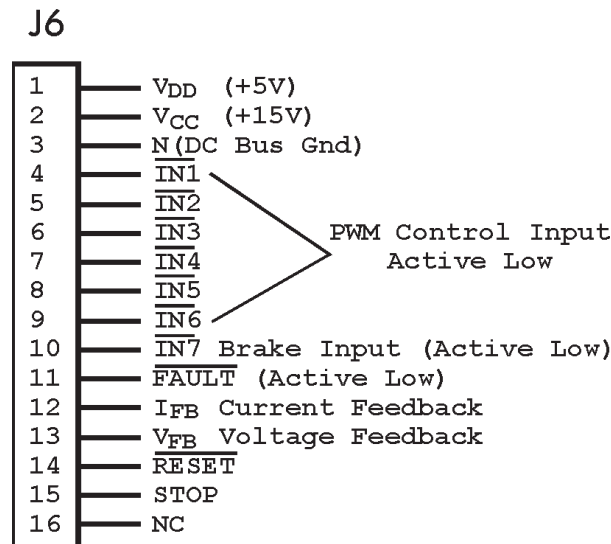 J6
1 VDD (+5V)
2 VCC (+15V)
3 N(DC Bus Gnd)
4 IN1
5 IN2
6 IN3
7 IN4
8 IN5
9 IN6
PWM Control Input
Active Low
10 IN7 Brake Input (Active Low)
11 FAULT (Active Low)
12 IFB Current Feedback
13 VFB Voltage Feedback
14 RESET
15 STOP
16 NC